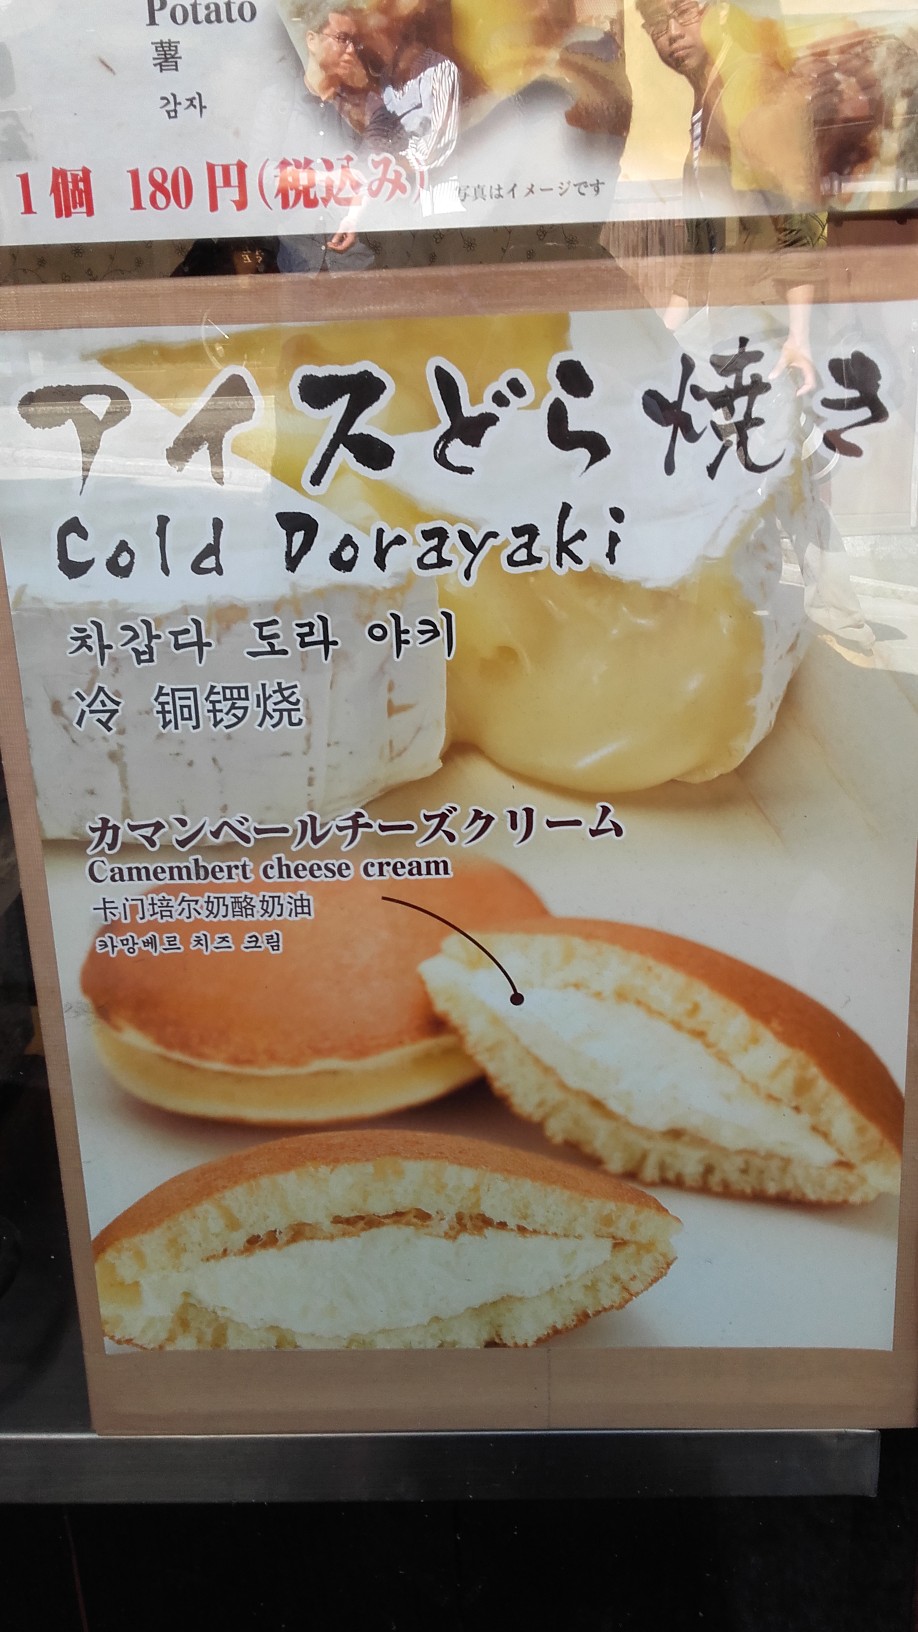 Potato
薯
감자
1個 180円(税込み)
写真はイメージです
アイスどら焼き
Cold Dorayaki
차갑다 도라 야키
冷 铜锣烧
カマンベールチーズクリーム
Camembert cheese cream
卡门培尔奶酪奶油
카망베르 치즈 크림